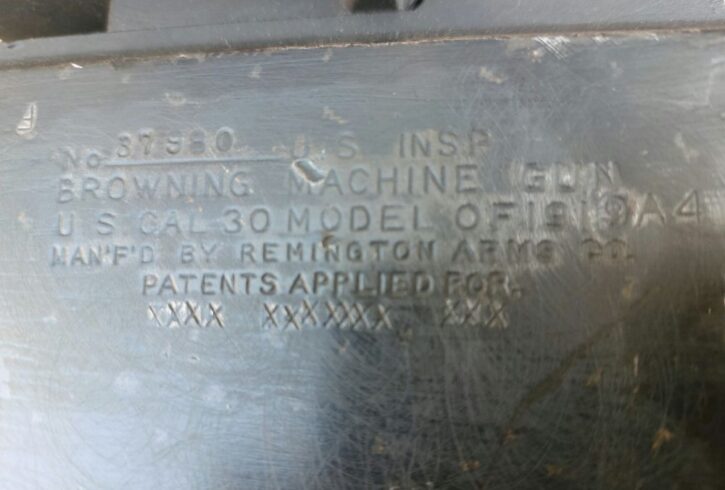 No 37580 U.S INSP
BROWNING MACHINE GUN
U S CAL 30 MODEL OF 1919A4
MAN'F'D BY REMINGTON ARMS CO.
PATENTS APPLIED FOR.
XXXX XXXXXXX XXX